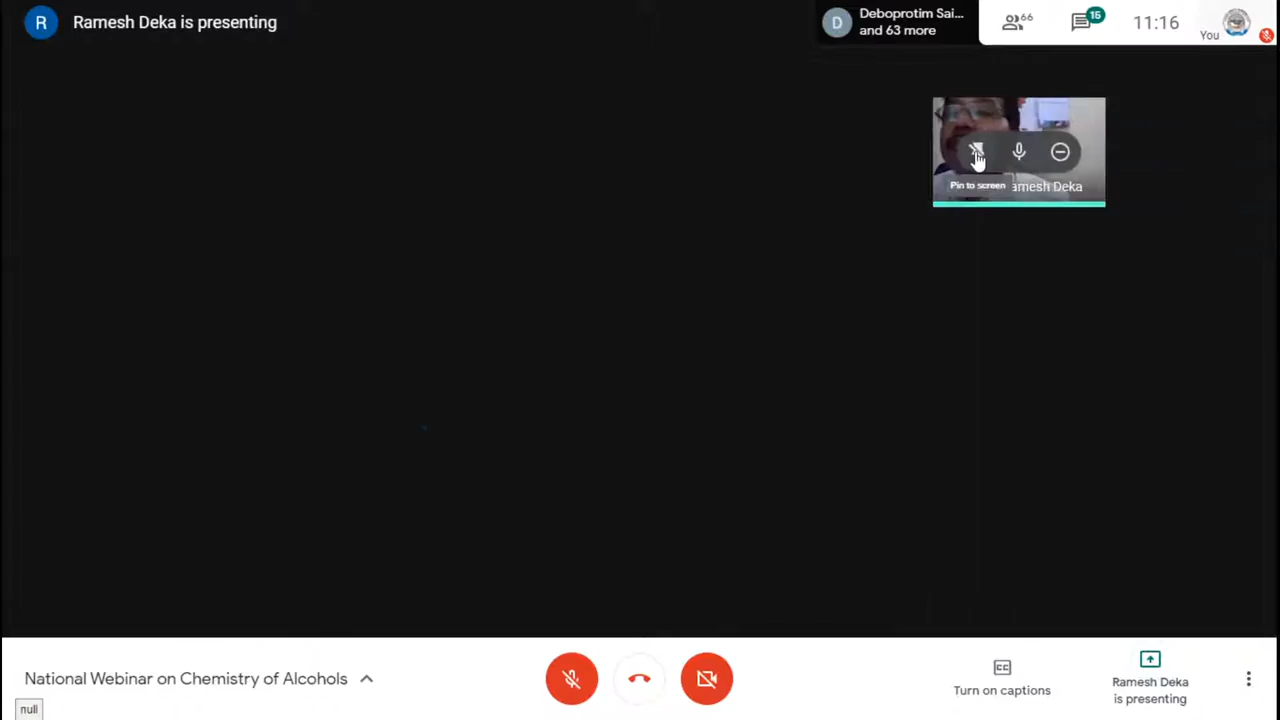 R
Ramesh Deka is presenting
D
Deboprotim Sai...
and 63 more
66
15
11:16
You
Pin to screen
amesh Deka
National Webinar on Chemistry of Alcohols
CC
Turn on captions
Ramesh Deka
is presenting
null